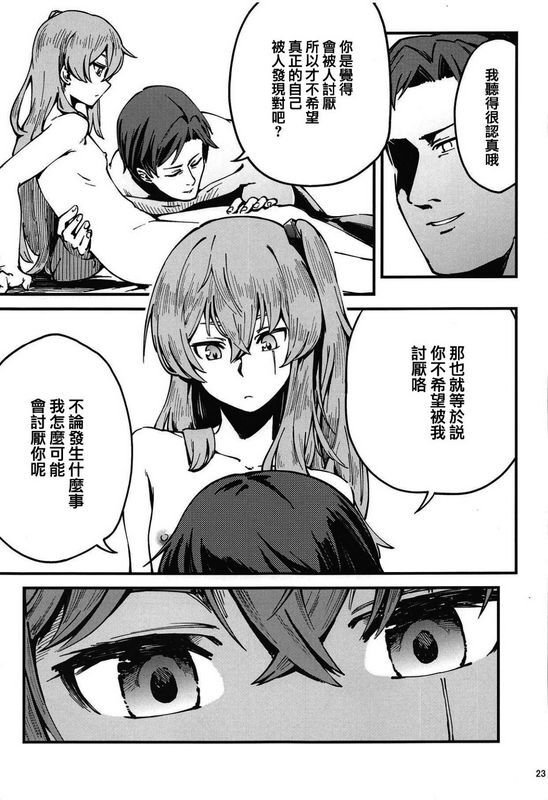 我聽得很認真哦
你是覺得
會被人討厭
所以才不希望
真正的自己
被人發現對吧？
那也就等於說
你不希望被我
討厭咯
不論發生什麼事
我怎麼可能
會討厭你呢
23